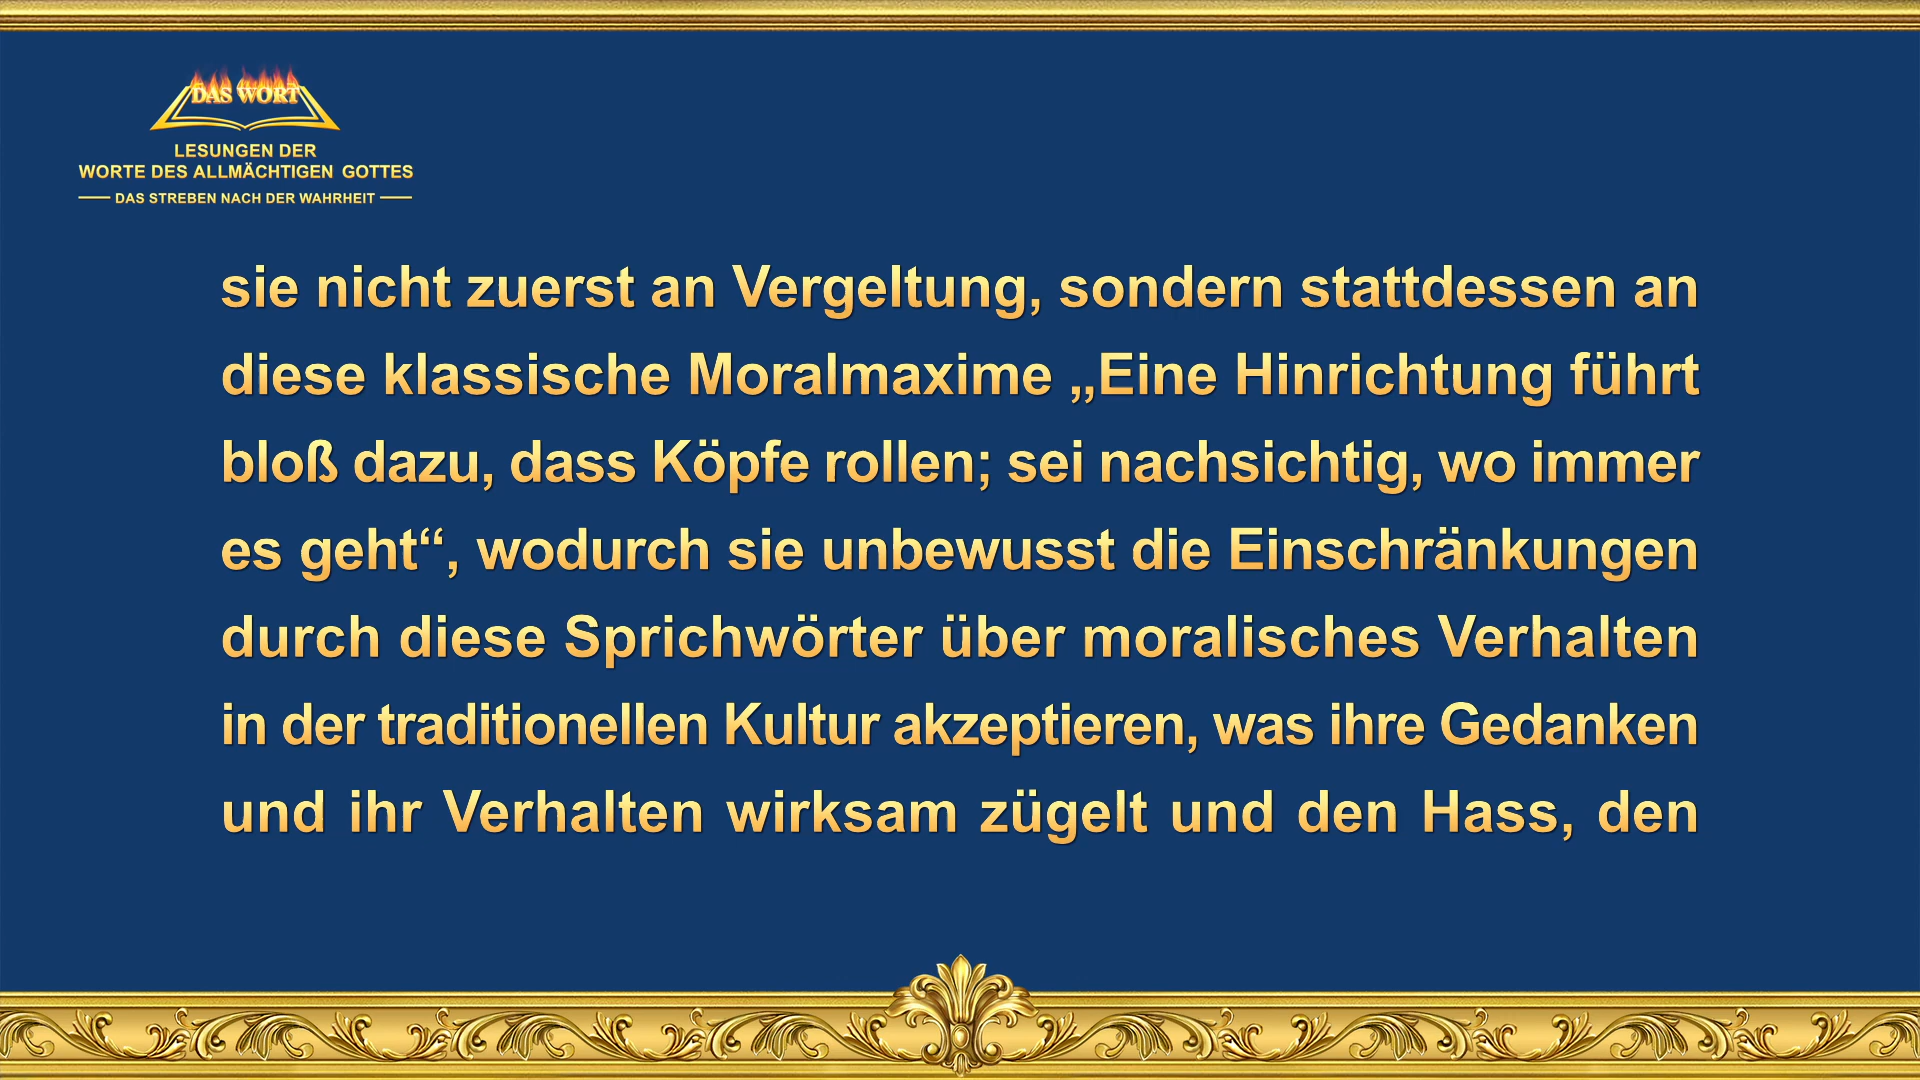 DAS WORT
LESUNGEN DER
WORTE DES ALLMÄCHTIGEN GOTTES
DAS STREBEN NACH DER WAHRHEIT
sie nicht zuerst an Vergeltung, sondern stattdessen an
diese klassische Moralmaxime „Eine Hinrichtung führt
bloß dazu, dass Köpfe rollen; sei nachsichtig, wo immer
es geht“, wodurch sie unbewusst die Einschränkungen
durch diese Sprichwörter über moralisches Verhalten
in der traditionellen Kultur akzeptieren, was ihre Gedanken
und ihr Verhalten wirksam zügelt und den Hass, den